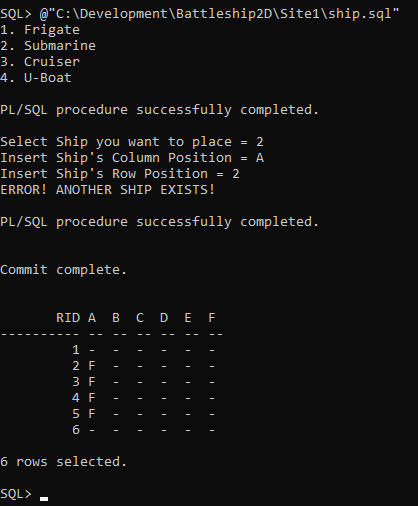 SQL> @"C:\Development\Battleship2D\Site1\ship.sql"
1. Frigate
2. Submarine
3. Cruiser
4. U-Boat
PL/SQL procedure successfully completed.
Select Ship you want to place = 2
Insert Ship's Column Position = A
Insert Ship's Row Position = 2
ERROR! ANOTHER SHIP EXISTS!
PL/SQL procedure successfully completed.
Commit complete.
       RID A  B  C  D  E  F
---------- -- -- -- -- -- --
         1 -  -  -  -  -  -
         2 F  -  -  -  -  -
         3 F  -  -  -  -  -
         4 F  -  -  -  -  -
         5 F  -  -  -  -  -
         6 -  -  -  -  -  -
6 rows selected.
SQL>